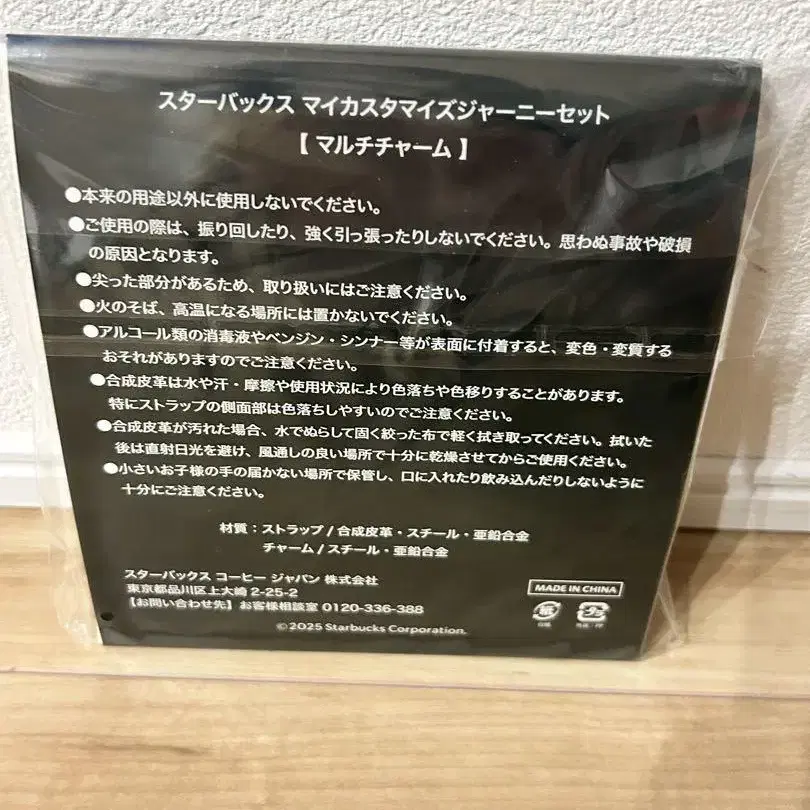 スターバックス マイカスタマイズジャーニーセット
【 マルチチャーム 】
●本来の用途以外に使用しないでください。
●ご使用の際は、振り回したり、強く引っ張ったりしないでください。思わぬ事故や破損
の原因となります。
●尖った部分があるため、取り扱いにはご注意ください。
●火のそば、高温になる場所には置かないでください。
●アルコール類の消毒液やベンジン・シンナー等が表面に付着すると、変色・変質する
おそれがありますのでご注意ください。
●合成皮革は水や汗・摩擦や使用状況により色落ちや色移りすることがあります。
特にストラップの側面部は色落ちしやすいのでご注意ください。
●合成皮革が汚れた場合、水でぬらして固く絞った布で軽く拭き取ってください。拭いた
後は直射日光を避け、風通しの良い場所で十分に乾燥させてからご使用ください。
●小さいお子様の手の届かない場所で保管し、口に入れたり飲み込んだりしないように
十分にご注意ください。
材質：ストラップ/合成皮革・スチール・亜鉛合金
チャーム/スチール・亜鉛合金
スターバックス コーヒー ジャパン 株式会社
東京都品川区上大崎 2-25-2
【お問い合わせ先】お客様相談室 0120-336-388
MADE IN CHINA
紙 プラ
©2025 Starbucks Corporation.